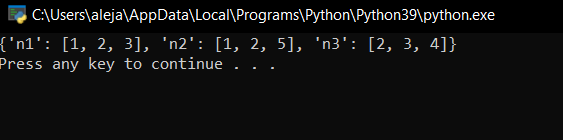 C:\Users\aleja\AppData\Local\Programs\Python\Python39\python.exe
{'n1': [1, 2, 3], 'n2': [1, 2, 5], 'n3': [2, 3, 4]}
Press any key to continue . . .